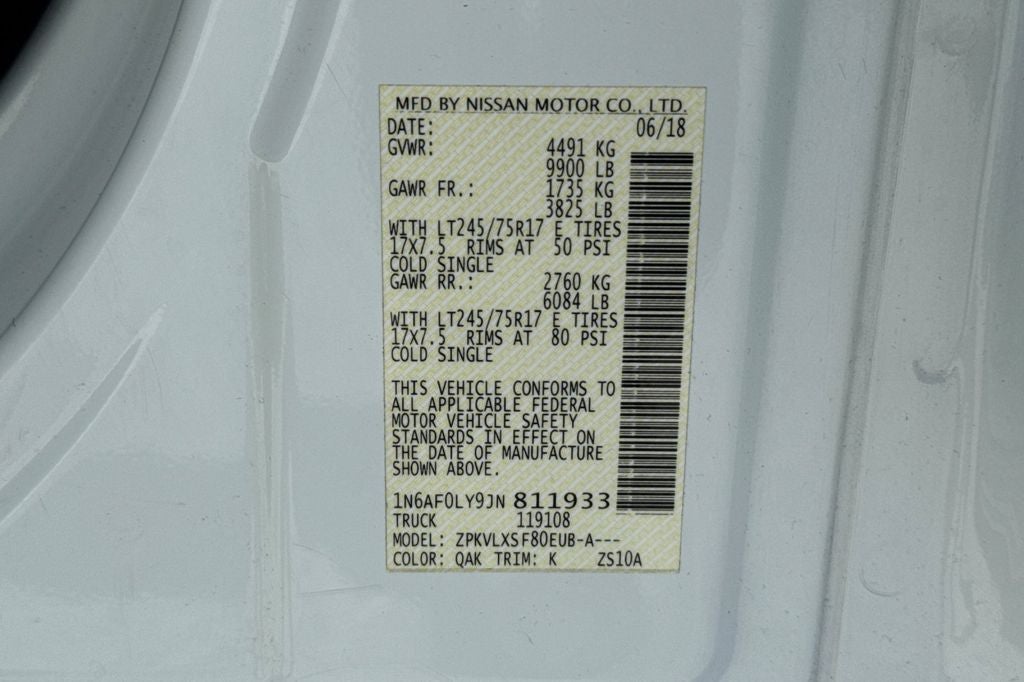 MFD BY NISSAN MOTOR CO., LTD.
DATE: 06/18
GVWR: 4491 KG
9900 LB
GAWR FR.: 1735 KG
3825 LB
WITH LT245/75R17 E TIRES
17X7.5 RIMS AT 50 PSI
COLD SINGLE
GAWR RR.: 2760 KG
6084 LB
WITH LT245/75R17 E TIRES
17X7.5 RIMS AT 80 PSI
COLD SINGLE
THIS VEHICLE CONFORMS TO
ALL APPLICABLE FEDERAL
MOTOR VEHICLE SAFETY
STANDARDS IN EFFECT ON
THE DATE OF MANUFACTURE
SHOWN ABOVE.
1N6AF0LY9JN 811933
TRUCK 119108
MODEL: ZPKVLXSF80EUB-A---
COLOR: QAK TRIM: K ZS10A